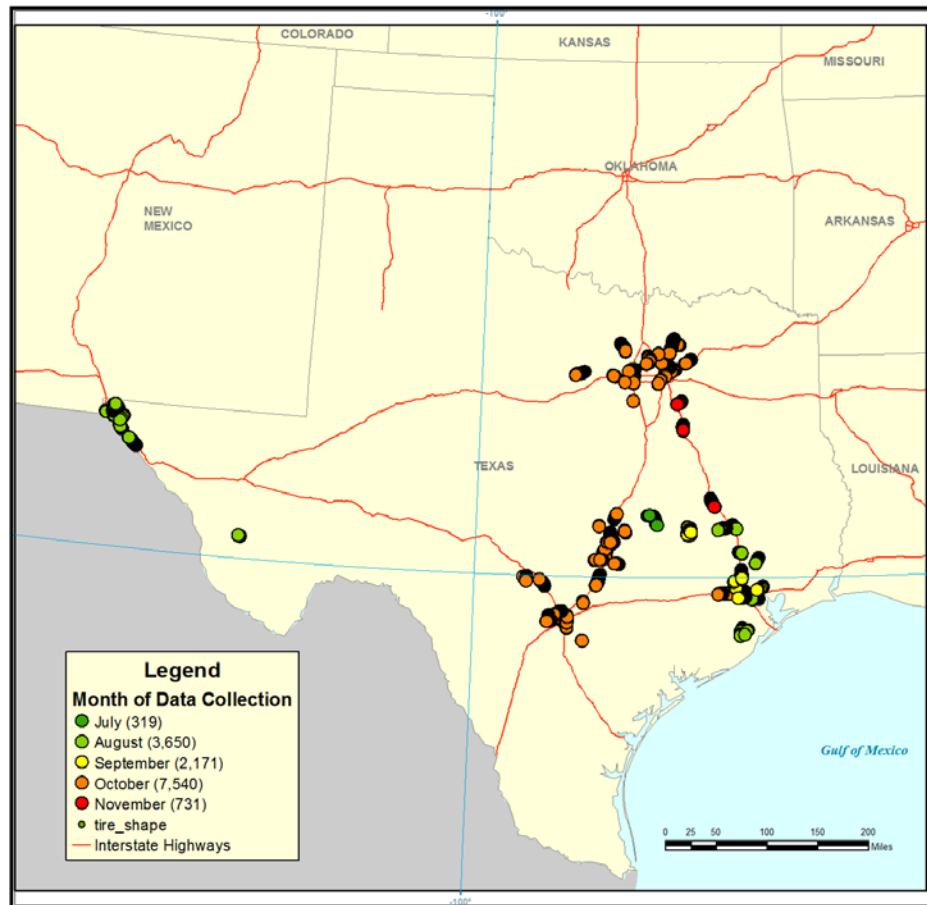 -100°
COLORADO
KANSAS
MISSOURI
OKLAHOMA
NEW
MEXICO
ARKANSAS
TEXAS
LOUISIANA
Legend
Month of Data Collection
July (319)
August (3,650)
September (2,171)
October (7,540)
November (731)
tire_shape
Interstate Highways
Gulf of Mexico
0 25 50 100 150 200
Miles
-100°